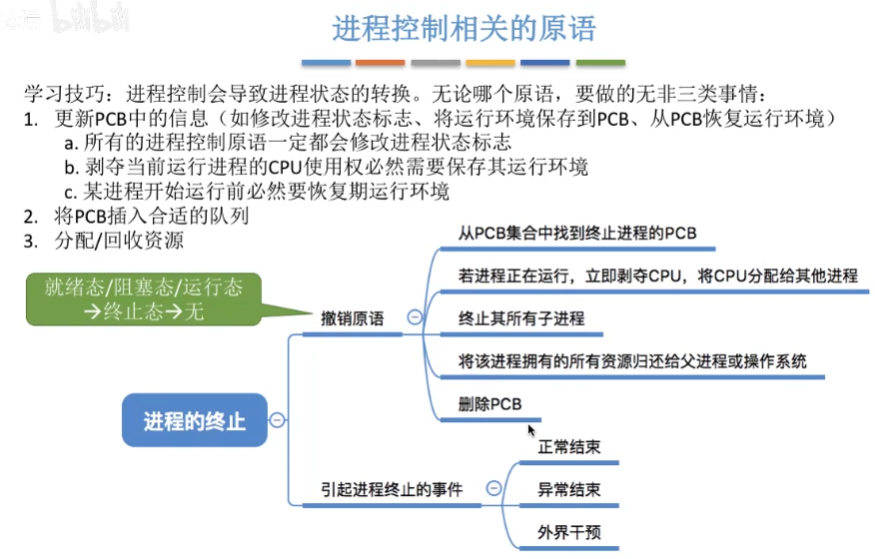 bilibili
进程控制相关的原语
学习技巧：进程控制会导致进程状态的转换。无论哪个原语，要做的无非三类事情：
1. 更新PCB中的信息（如修改进程状态标志、将运行环境保存到PCB、从PCB恢复运行环境）
a. 所有的进程控制原语一定都会修改进程状态标志
b. 剥夺当前运行进程的CPU使用权必然需要保存其运行环境
c. 某进程开始运行前必然要恢复期运行环境
2. 将PCB插入合适的队列
3. 分配/回收资源
就绪态/阻塞态/运行态
→终止态→无
进程的终止
撤销原语
从PCB集合中找到终止进程的PCB
若进程正在运行，立即剥夺CPU，将CPU分配给其他进程
终止其所有子进程
将该进程拥有的所有资源归还给父进程或操作系统
删除PCB
引起进程终止的事件
正常结束
异常结束
外界干预